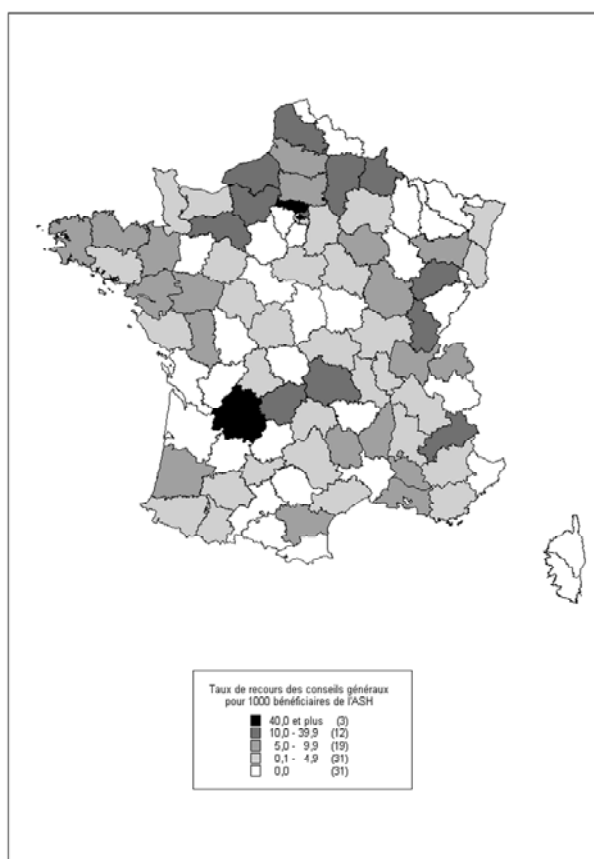 Taux de recours des conseils généraux
pour 1000 bénéficiaires de l'ASH
40,0 et plus (3)
10,0 - 39,9 (12)
5,0 - 9,9 (19)
0,1 - 4,9 (31)
0,0 (31)